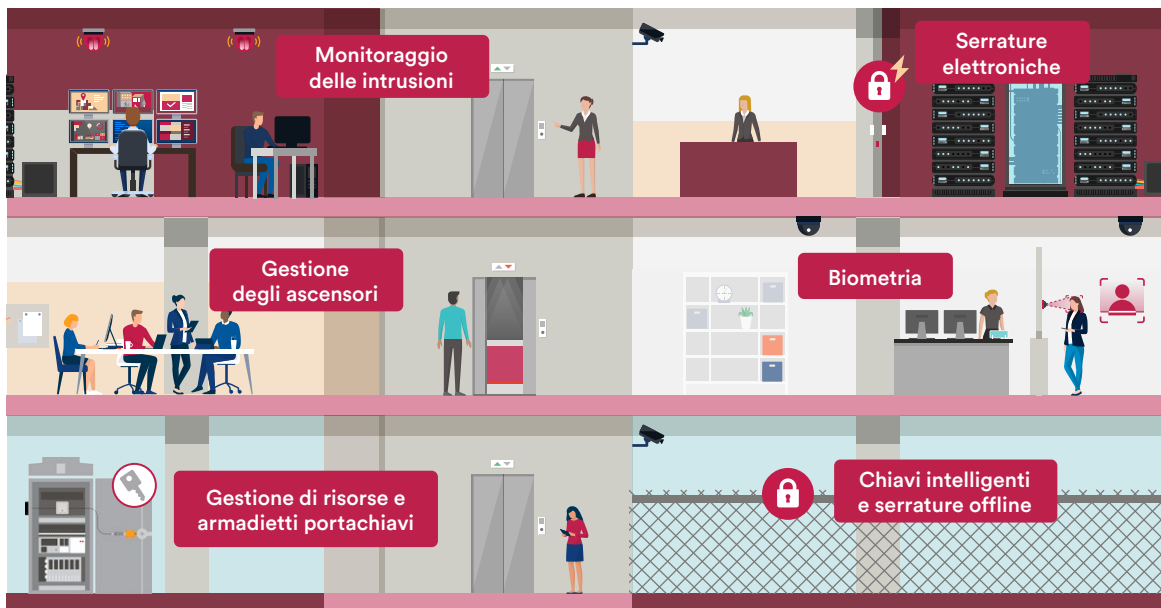 Monitoraggio
delle intrusioni
Serrature
elettroniche
Gestione
degli ascensori
Biometria
Gestione di risorse e
armadietti portachiavi
Chiavi intelligenti
e serrature offline